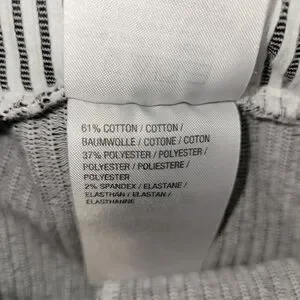 61% COTTON / COTTON /
BAUMWOLLE / COTONE / COTON
37% POLYESTER / POLYESTER /
POLYESTER / POLIESTERE /
POLYESTER
2% SPANDEX / ELASTANE /
ELASTHAN / ELASTAN /
ELASTHANNE